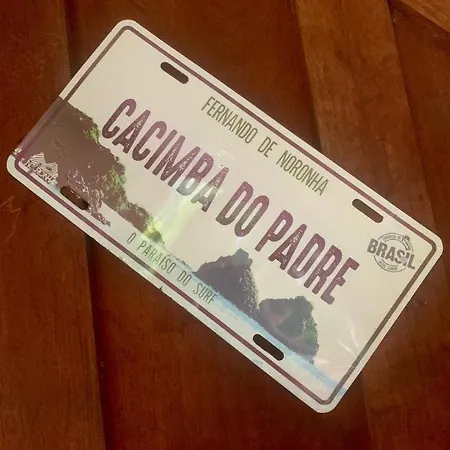 FERNANDO DE NORONHA
CACIMBA DO PADRE
O PARAÍSO DO SURF
BRASIL